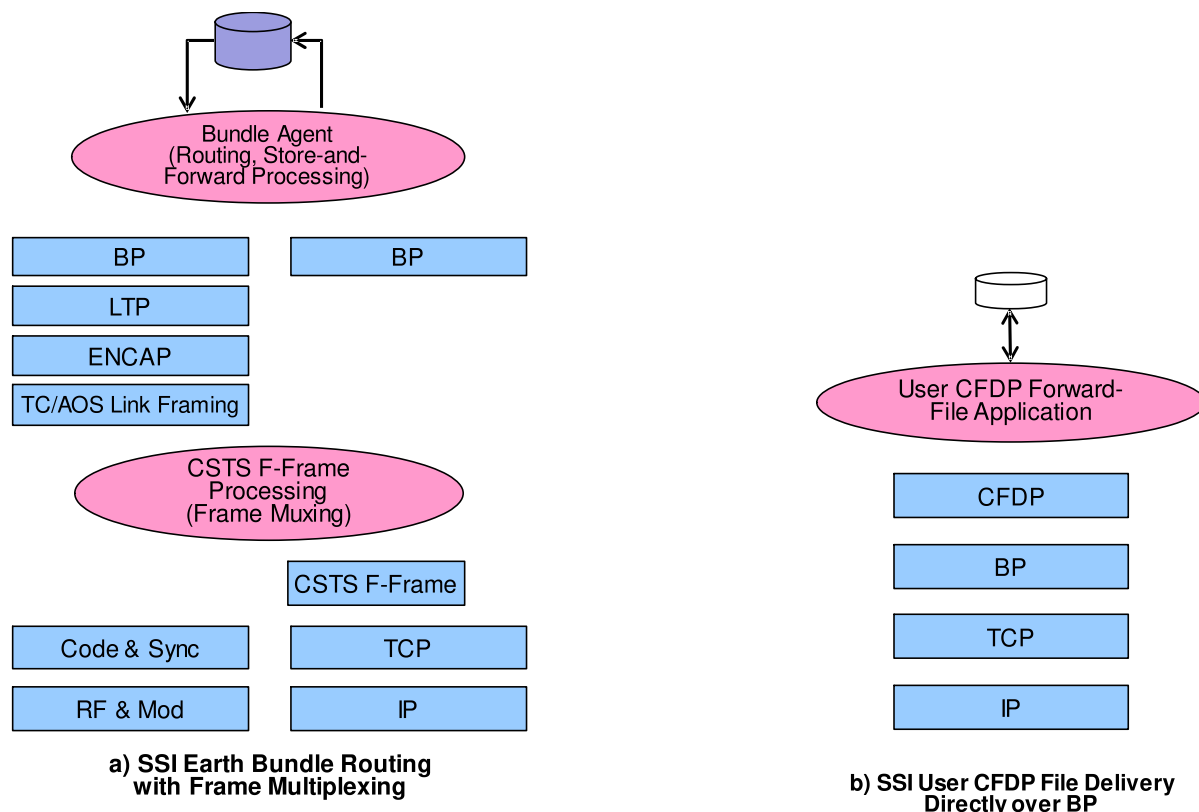 Bundle Agent
(Routing, Store-and-
Forward Processing)
BP
BP
LTP
ENCAP
TC/AOS Link Framing
CSTS F-Frame
Processing
(Frame Muxing)
CSTS F-Frame
Code & Sync
TCP
RF & Mod
IP
a) SSI Earth Bundle Routing
with Frame Multiplexing
User CFDP Forward-
File Application
CFDP
BP
TCP
IP
b) SSI User CFDP File Delivery
Directly over BP